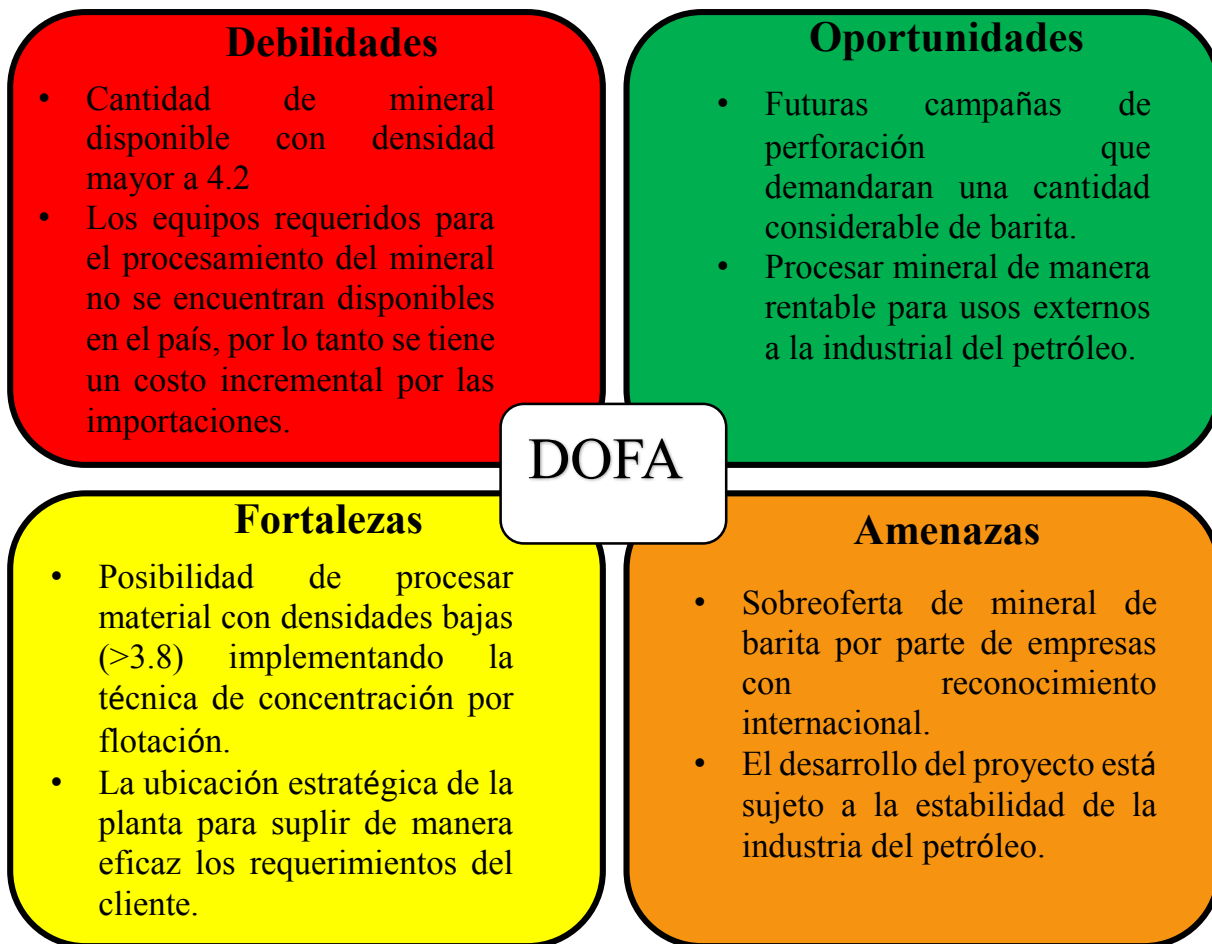 Debilidades
• Cantidad de mineral
disponible con densidad
mayor a 4.2
• Los equipos requeridos para
el procesamiento del mineral
no se encuentran disponibles
en el país, por lo tanto se tiene
un costo incremental por las
importaciones.
Oportunidades
• Futuras campañas de
perforación que
demandaran una cantidad
considerable de barita.
• Procesar mineral de manera
rentable para usos externos
a la industrial del petróleo.
DOFA
Fortalezas
• Posibilidad de procesar
material con densidades bajas
(>3.8) implementando la
técnica de concentración por
flotación.
• La ubicación estratégica de la
planta para suplir de manera
eficaz los requerimientos del
cliente.
Amenazas
• Sobreoferta de mineral de
barita por parte de empresas
con reconocimiento
internacional.
• El desarrollo del proyecto está
sujeto a la estabilidad de la
industria del petróleo.